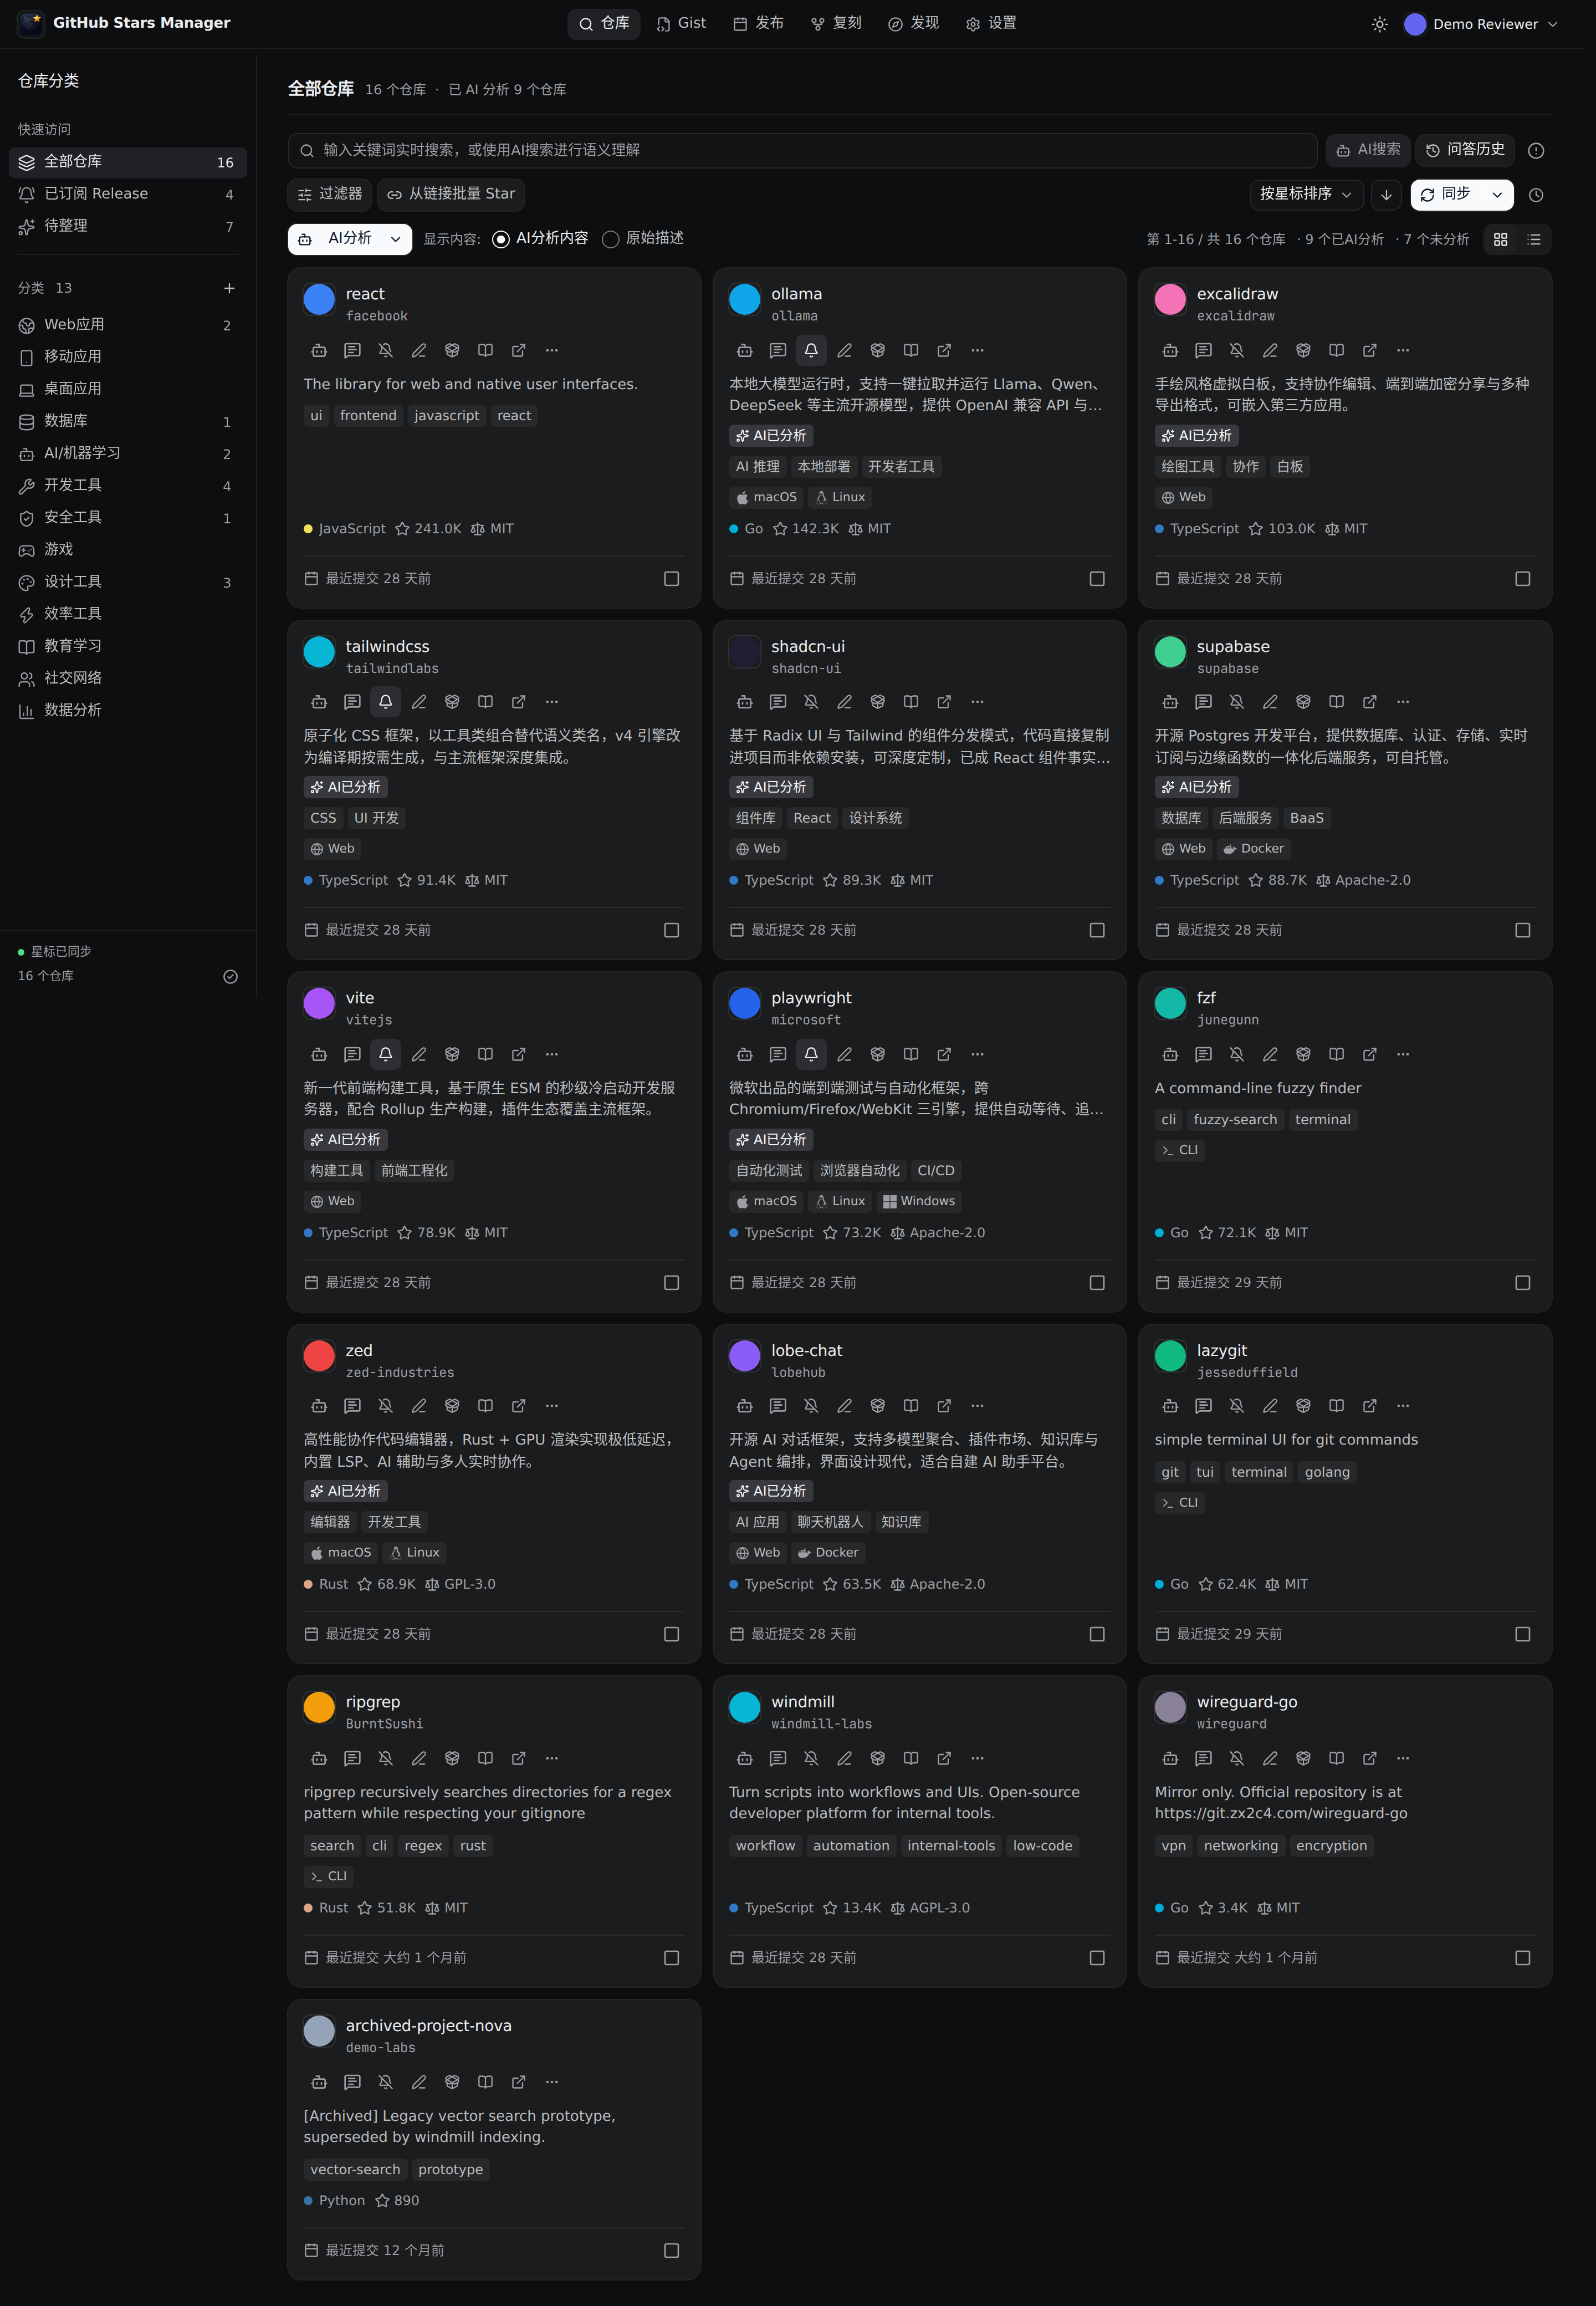 GitHub Stars Manager
仓库
Gist
发布
复刻
发现
设置
Demo Reviewer
仓库分类
快速访问
全部仓库 16
已订阅 Release 4
待整理 7
分类 13
Web应用 2
移动应用
桌面应用
数据库 1
AI/机器学习 2
开发工具 4
安全工具 1
游戏
设计工具 3
效率工具
教育学习
社交网络
数据分析
星标已同步
16 个仓库
全部仓库 16 个仓库 · 已 AI 分析 9 个仓库
输入关键词实时搜索，或使用AI搜索进行语义理解
AI搜索
问答历史
过滤器
从链接批量 Star
按星标排序
同步
AI分析
显示内容: AI分析内容 原始描述
第 1-16 / 共 16 个仓库 · 9 个已AI分析 · 7 个未分析
react
facebook
The library for web and native user interfaces.
ui frontend javascript react
JavaScript 241.0K MIT
最近提交 28 天前
ollama
ollama
本地大模型运行时，支持一键拉取并运行 Llama、Qwen、
DeepSeek 等主流开源模型，提供 OpenAI 兼容 API 与…
AI已分析
AI 推理 本地部署 开发者工具
macOS Linux
Go 142.3K MIT
最近提交 28 天前
excalidraw
excalidraw
手绘风格虚拟白板，支持协作编辑、端到端加密分享与多种
导出格式，可嵌入第三方应用。
AI已分析
绘图工具 协作 白板
Web
TypeScript 103.0K MIT
最近提交 28 天前
tailwindcss
tailwindlabs
原子化 CSS 框架，以工具类组合替代语义类名，v4 引擎改
为编译期按需生成，与主流框架深度集成。
AI已分析
CSS UI 开发
Web
TypeScript 91.4K MIT
最近提交 28 天前
shadcn-ui
shadcn-ui
基于 Radix UI 与 Tailwind 的组件分发模式，代码直接复制
进项目而非依赖安装，可深度定制，已成 React 组件事实…
AI已分析
组件库 React 设计系统
Web
TypeScript 89.3K MIT
最近提交 28 天前
supabase
supabase
开源 Postgres 开发平台，提供数据库、认证、存储、实时
订阅与边缘函数的一体化后端服务，可自托管。
AI已分析
数据库 后端服务 BaaS
Web Docker
TypeScript 88.7K Apache-2.0
最近提交 28 天前
vite
vitejs
新一代前端构建工具，基于原生 ESM 的秒级冷启动开发服
务器，配合 Rollup 生产构建，插件生态覆盖主流框架。
AI已分析
构建工具 前端工程化
Web
TypeScript 78.9K MIT
最近提交 28 天前
playwright
microsoft
微软出品的端到端测试与自动化框架，跨
Chromium/Firefox/WebKit 三引擎，提供自动等待、追…
AI已分析
自动化测试 浏览器自动化 CI/CD
macOS Linux Windows
TypeScript 73.2K Apache-2.0
最近提交 28 天前
fzf
junegunn
A command-line fuzzy finder
cli fuzzy-search terminal
CLI
Go 72.1K MIT
最近提交 29 天前
zed
zed-industries
高性能协作代码编辑器，Rust + GPU 渲染实现极低延迟，
内置 LSP、AI 辅助与多人实时协作。
AI已分析
编辑器 开发工具
macOS Linux
Rust 68.9K GPL-3.0
最近提交 28 天前
lobe-chat
lobehub
开源 AI 对话框架，支持多模型聚合、插件市场、知识库与
Agent 编排，界面设计现代，适合自建 AI 助手平台。
AI已分析
AI 应用 聊天机器人 知识库
Web Docker
TypeScript 63.5K Apache-2.0
最近提交 28 天前
lazygit
jesseduffield
simple terminal UI for git commands
git tui terminal golang
CLI
Go 62.4K MIT
最近提交 29 天前
ripgrep
BurntSushi
ripgrep recursively searches directories for a regex
pattern while respecting your gitignore
search cli regex rust
CLI
Rust 51.8K MIT
最近提交 大约 1 个月前
windmill
windmill-labs
Turn scripts into workflows and UIs. Open-source
developer platform for internal tools.
workflow automation internal-tools low-code
TypeScript 13.4K AGPL-3.0
最近提交 28 天前
wireguard-go
wireguard
Mirror only. Official repository is at
https://git.zx2c4.com/wireguard-go
vpn networking encryption
Go 3.4K MIT
最近提交 大约 1 个月前
archived-project-nova
demo-labs
[Archived] Legacy vector search prototype,
superseded by windmill indexing.
vector-search prototype
Python 890
最近提交 12 个月前